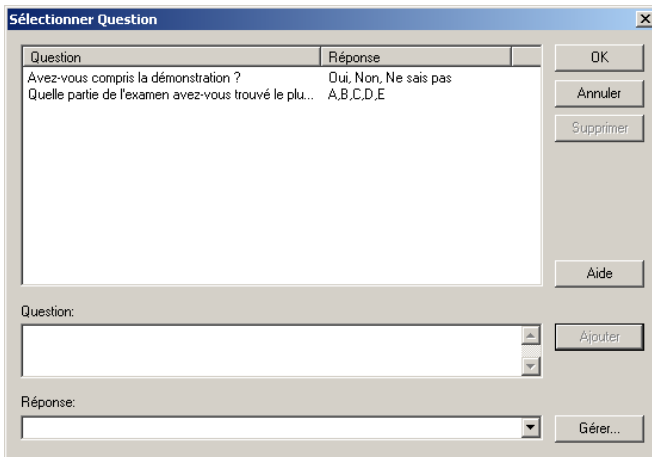 Sélectionner Question
Question Réponse
Avez-vous compris la démonstration ? Oui, Non, Ne sais pas
Quelle partie de l'examen avez-vous trouvé le plu... A,B,C,D,E
OK
Annuler
Supprimer
Aide
Question:
Ajouter
Réponse:
Gérer...